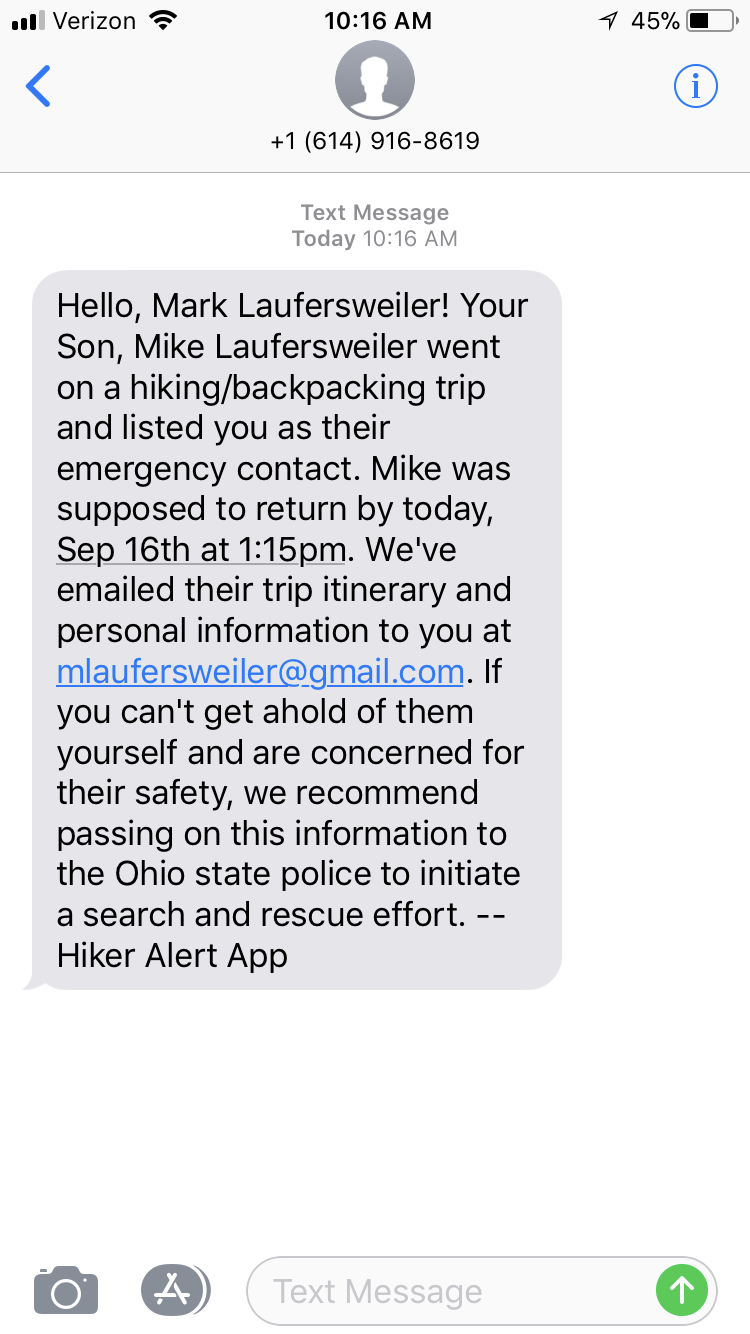 Verizon 10:16 AM 45%
+1 (614) 916-8619
Text Message
Today 10:16 AM
Hello, Mark Laufersweiler! Your
Son, Mike Laufersweiler went
on a hiking/backpacking trip
and listed you as their
emergency contact. Mike was
supposed to return by today,
Sep 16th at 1:15pm. We've
emailed their trip itinerary and
personal information to you at
mlaufersweiler@gmail.com. If
you can't get ahold of them
yourself and are concerned for
their safety, we recommend
passing on this information to
the Ohio state police to initiate
a search and rescue effort. --
Hiker Alert App
Text Message